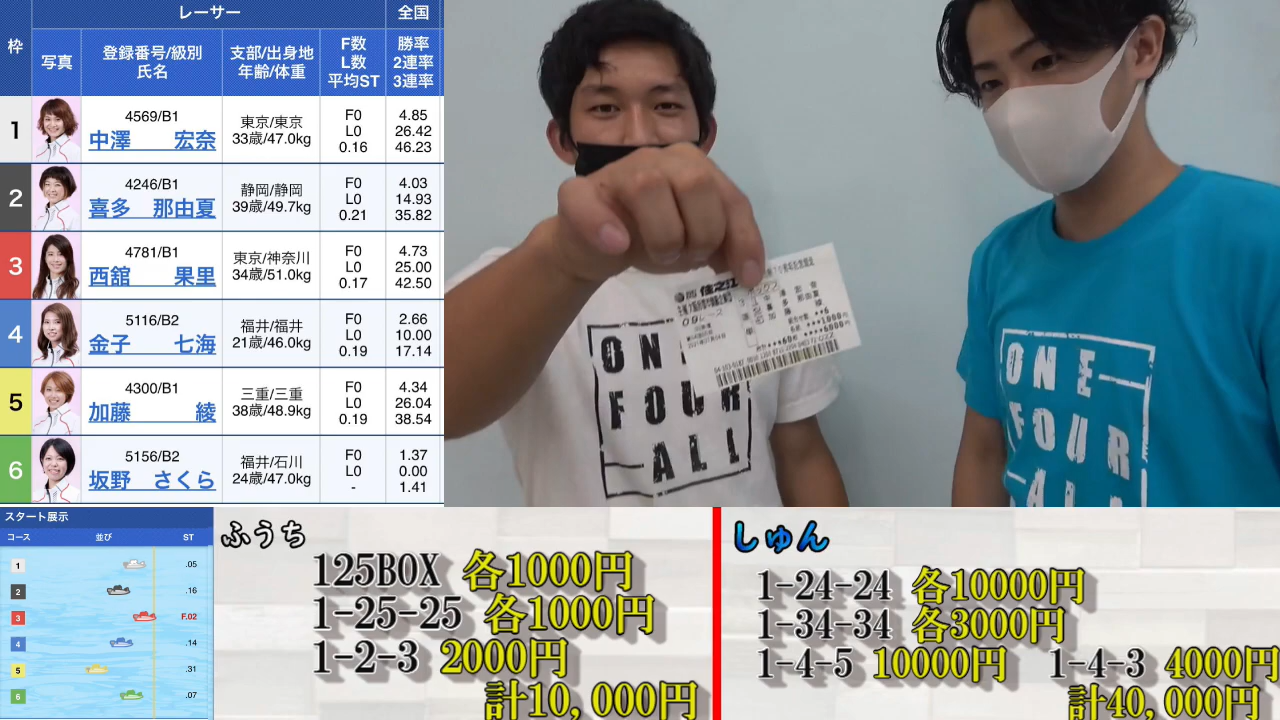 レーサー
全国
枠
写真
登録番号/級別
氏名
支部/出身地
年齢/体重
F数
L数
平均ST
勝率
2連率
3連率
1
4569/B1
中澤 宏奈
東京/東京
33歳/47.0kg
F0
L0
0.16
4.85
26.42
46.23
2
4246/B1
喜多 那由夏
静岡/静岡
39歳/49.7kg
F0
L0
0.21
4.03
14.93
35.82
3
4781/B1
西舘 果里
東京/神奈川
34歳/51.0kg
F0
L0
0.17
4.73
25.00
42.50
4
5116/B2
金子 七海
福井/福井
21歳/46.0kg
F0
L0
0.19
2.66
10.00
17.14
5
4300/B1
加藤 綾
三重/三重
38歳/48.9kg
F0
L0
0.19
4.34
26.04
38.54
6
5156/B2
坂野 さくら
福井/石川
24歳/47.0kg
F0
L0
-
1.37
0.00
1.41
住之江
09レース
ON
FOUR
ALL
ONE
FOUR
ALL
スタート展示
コース 並び ST
1 .05
2 .16
3 F.02
4 .14
5 .31
6 .07
ふうち
125BOX 各1000円
1-25-25 各1000円
1-2-3 2000円
計10,000円
しゅん
1-24-24 各10000円
1-34-34 各3000円
1-4-5 10000円 1-4-3 4000円
計40,000円